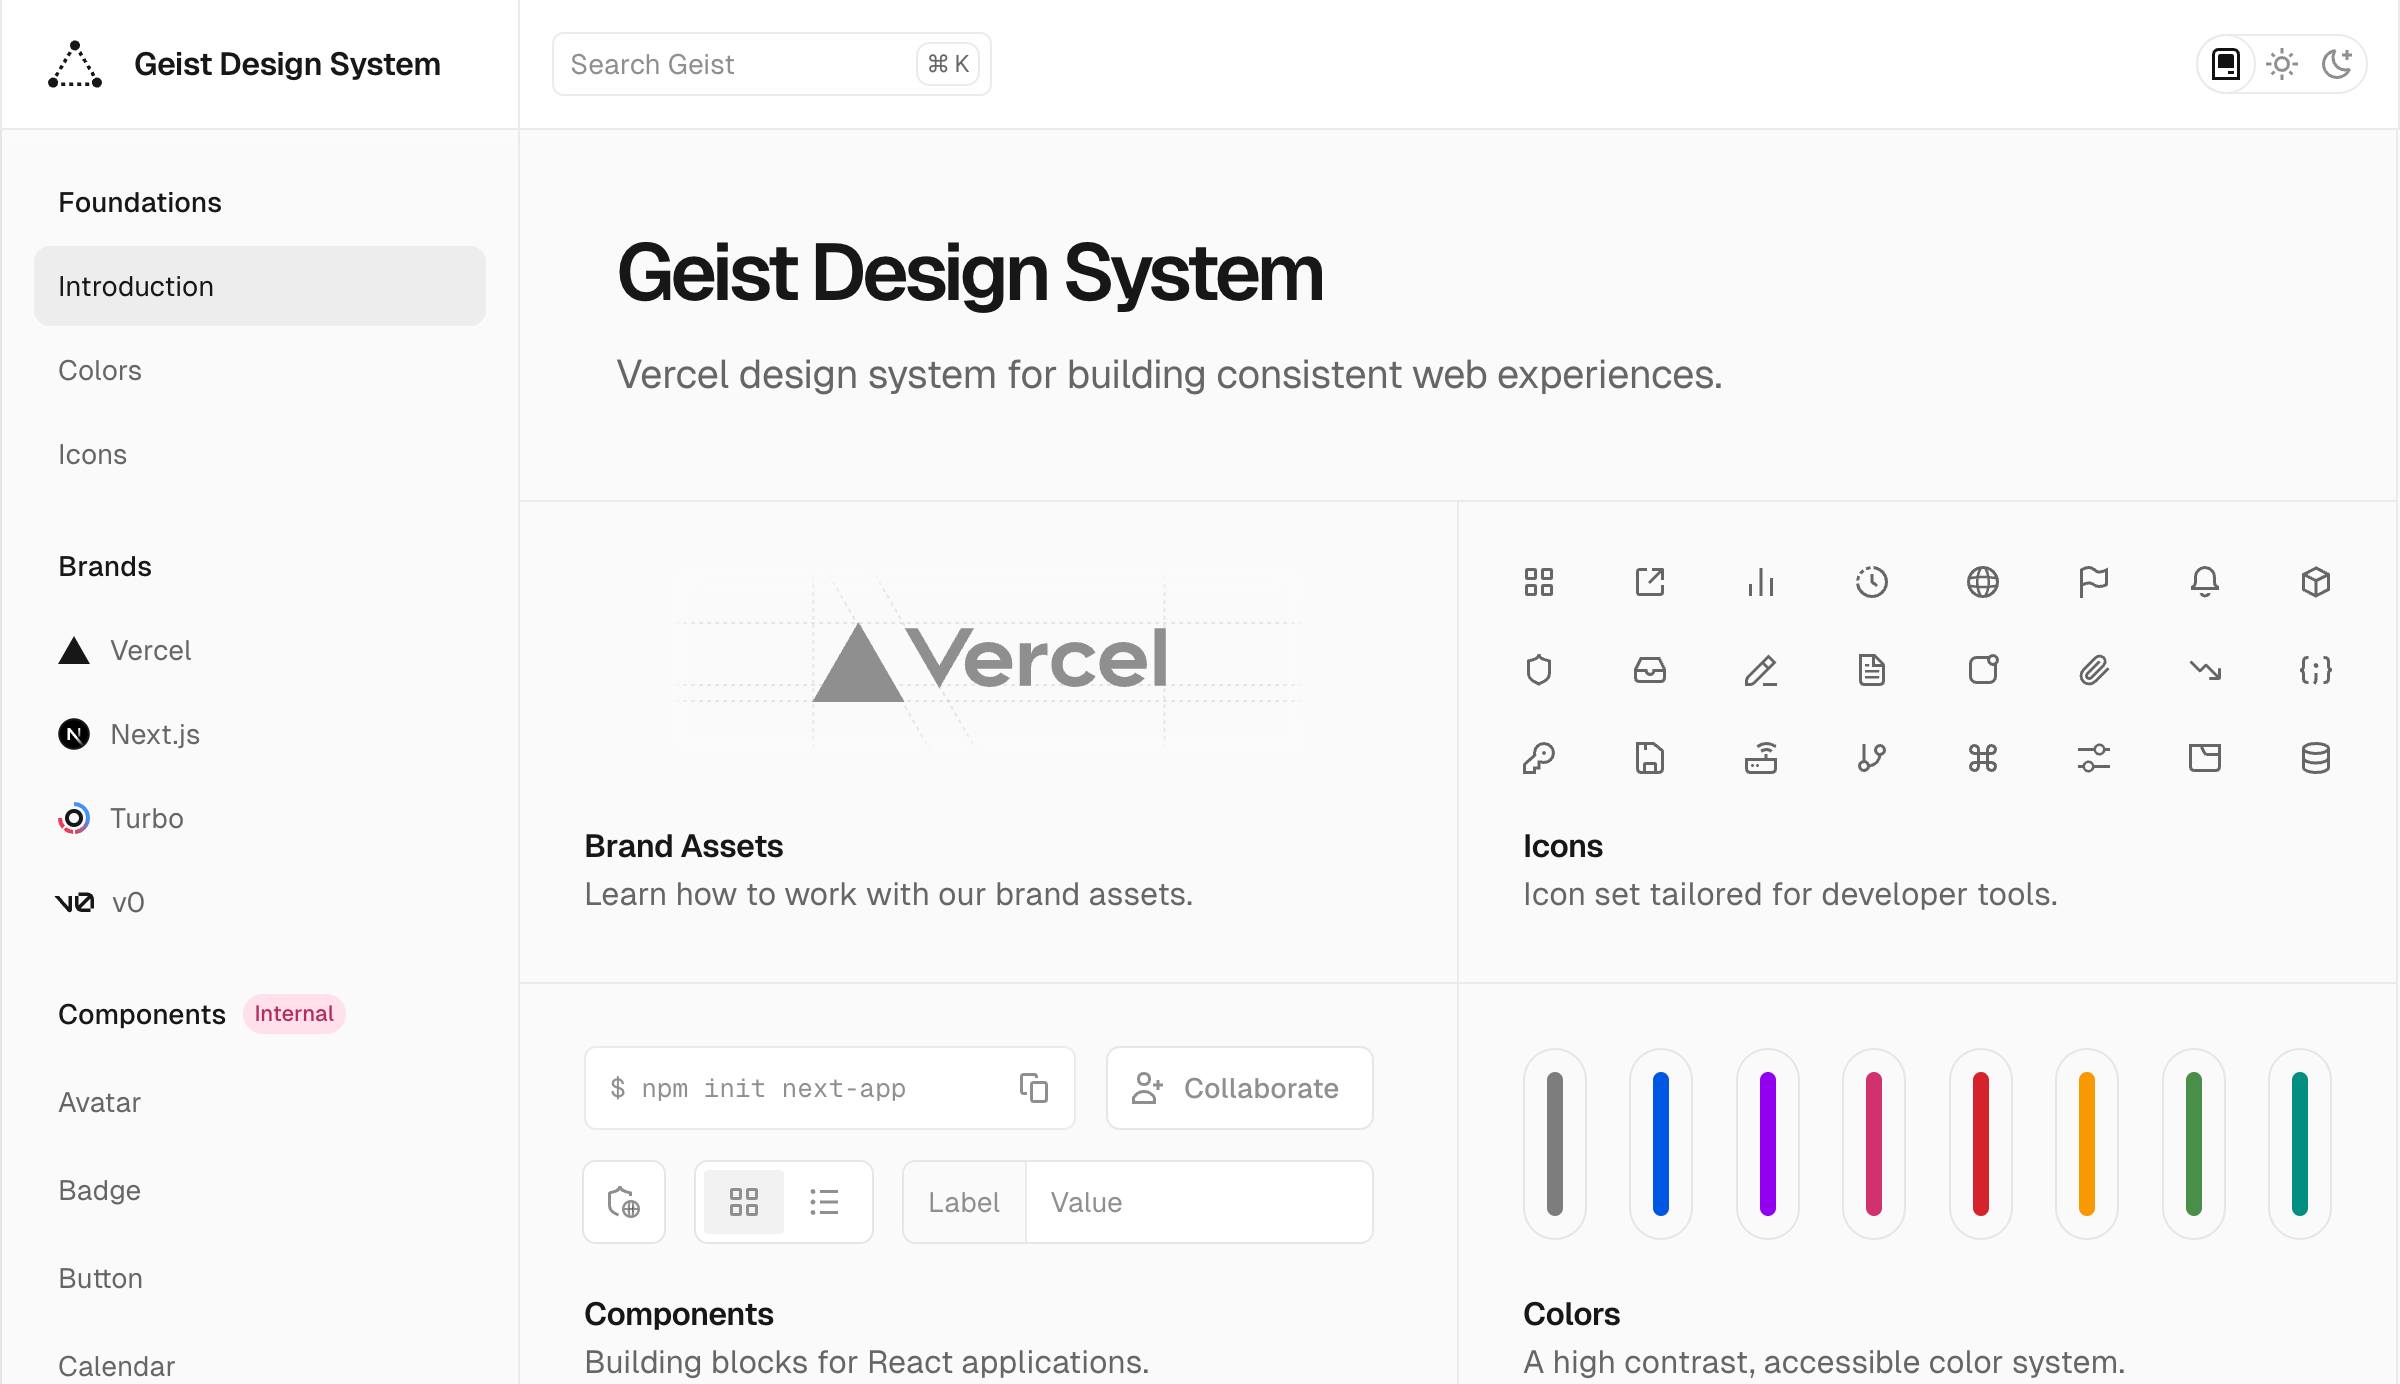 Geist Design System
Search Geist
⌘ K
Foundations
Introduction
Colors
Icons
Brands
Vercel
Next.js
Turbo
v0
Components
Internal
Avatar
Badge
Button
Calendar
Geist Design System
Vercel design system for building consistent web experiences.
Vercel
Brand Assets
Learn how to work with our brand assets.
Icons
Icon set tailored for developer tools.
$ npm init next-app
Collaborate
Label
Value
Components
Building blocks for React applications.
Colors
A high contrast, accessible color system.